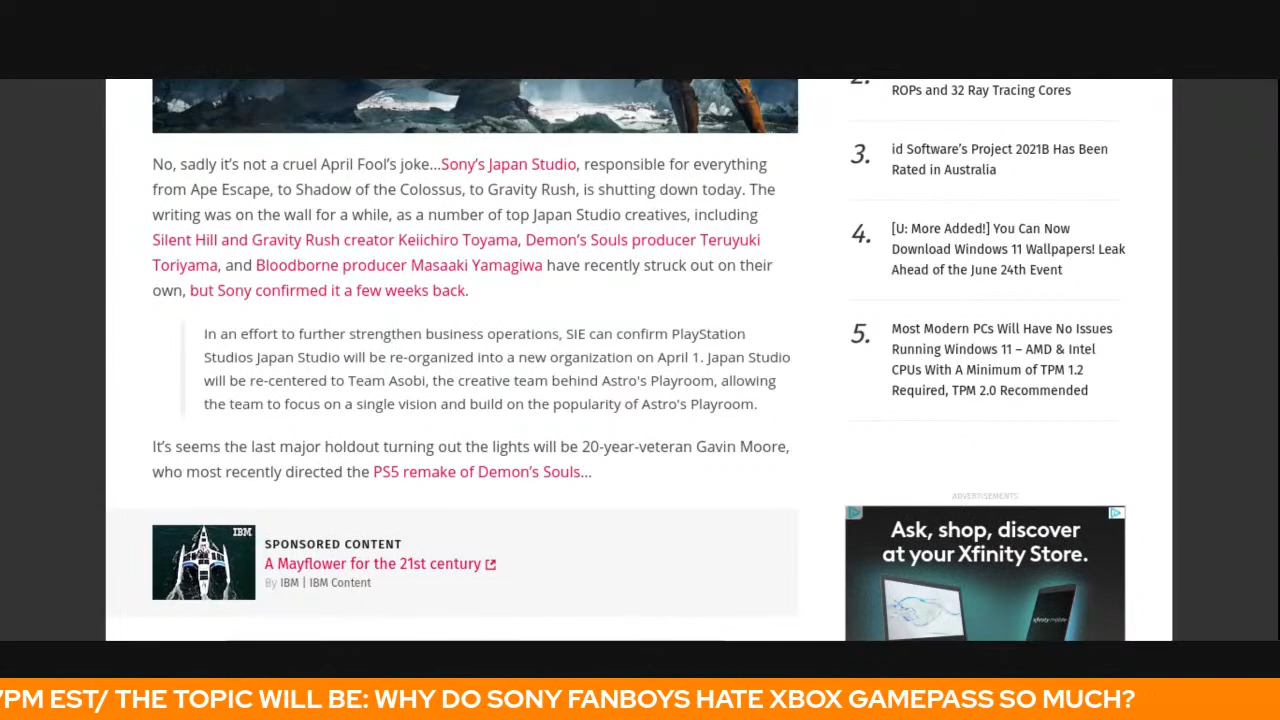 No, sadly it's not a cruel April Fool's joke...Sony's Japan Studio, responsible for everything
from Ape Escape, to Shadow of the Colossus, to Gravity Rush, is shutting down today. The
writing was on the wall for a while, as a number of top Japan Studio creatives, including
Silent Hill and Gravity Rush creator Keiichiro Toyama, Demon's Souls producer Teruyuki
Toriyama, and Bloodborne producer Masaaki Yamagiwa have recently struck out on their
own, but Sony confirmed it a few weeks back.
In an effort to further strengthen business operations, SIE can confirm PlayStation
Studios Japan Studio will be re-organized into a new organization on April 1. Japan Studio
will be re-centered to Team Asobi, the creative team behind Astro's Playroom, allowing
the team to focus on a single vision and build on the popularity of Astro's Playroom.
It's seems the last major holdout turning out the lights will be 20-year-veteran Gavin Moore,
who most recently directed the PS5 remake of Demon's Souls...
IBM
SPONSORED CONTENT
A Mayflower for the 21st century
By IBM | IBM Content
2.
ROPs and 32 Ray Tracing Cores
3.
id Software's Project 2021B Has Been
Rated in Australia
4.
[U: More Added!] You Can Now
Download Windows 11 Wallpapers! Leak
Ahead of the June 24th Event
5.
Most Modern PCs Will Have No Issues
Running Windows 11 – AMD & Intel
CPUs With A Minimum of TPM 1.2
Required, TPM 2.0 Recommended
ADVERTISEMENTS
Ask, shop, discover
at your Xfinity Store.
xfinity mobile
7PM EST/ THE TOPIC WILL BE: WHY DO SONY FANBOYS HATE XBOX GAMEPASS SO MUCH?